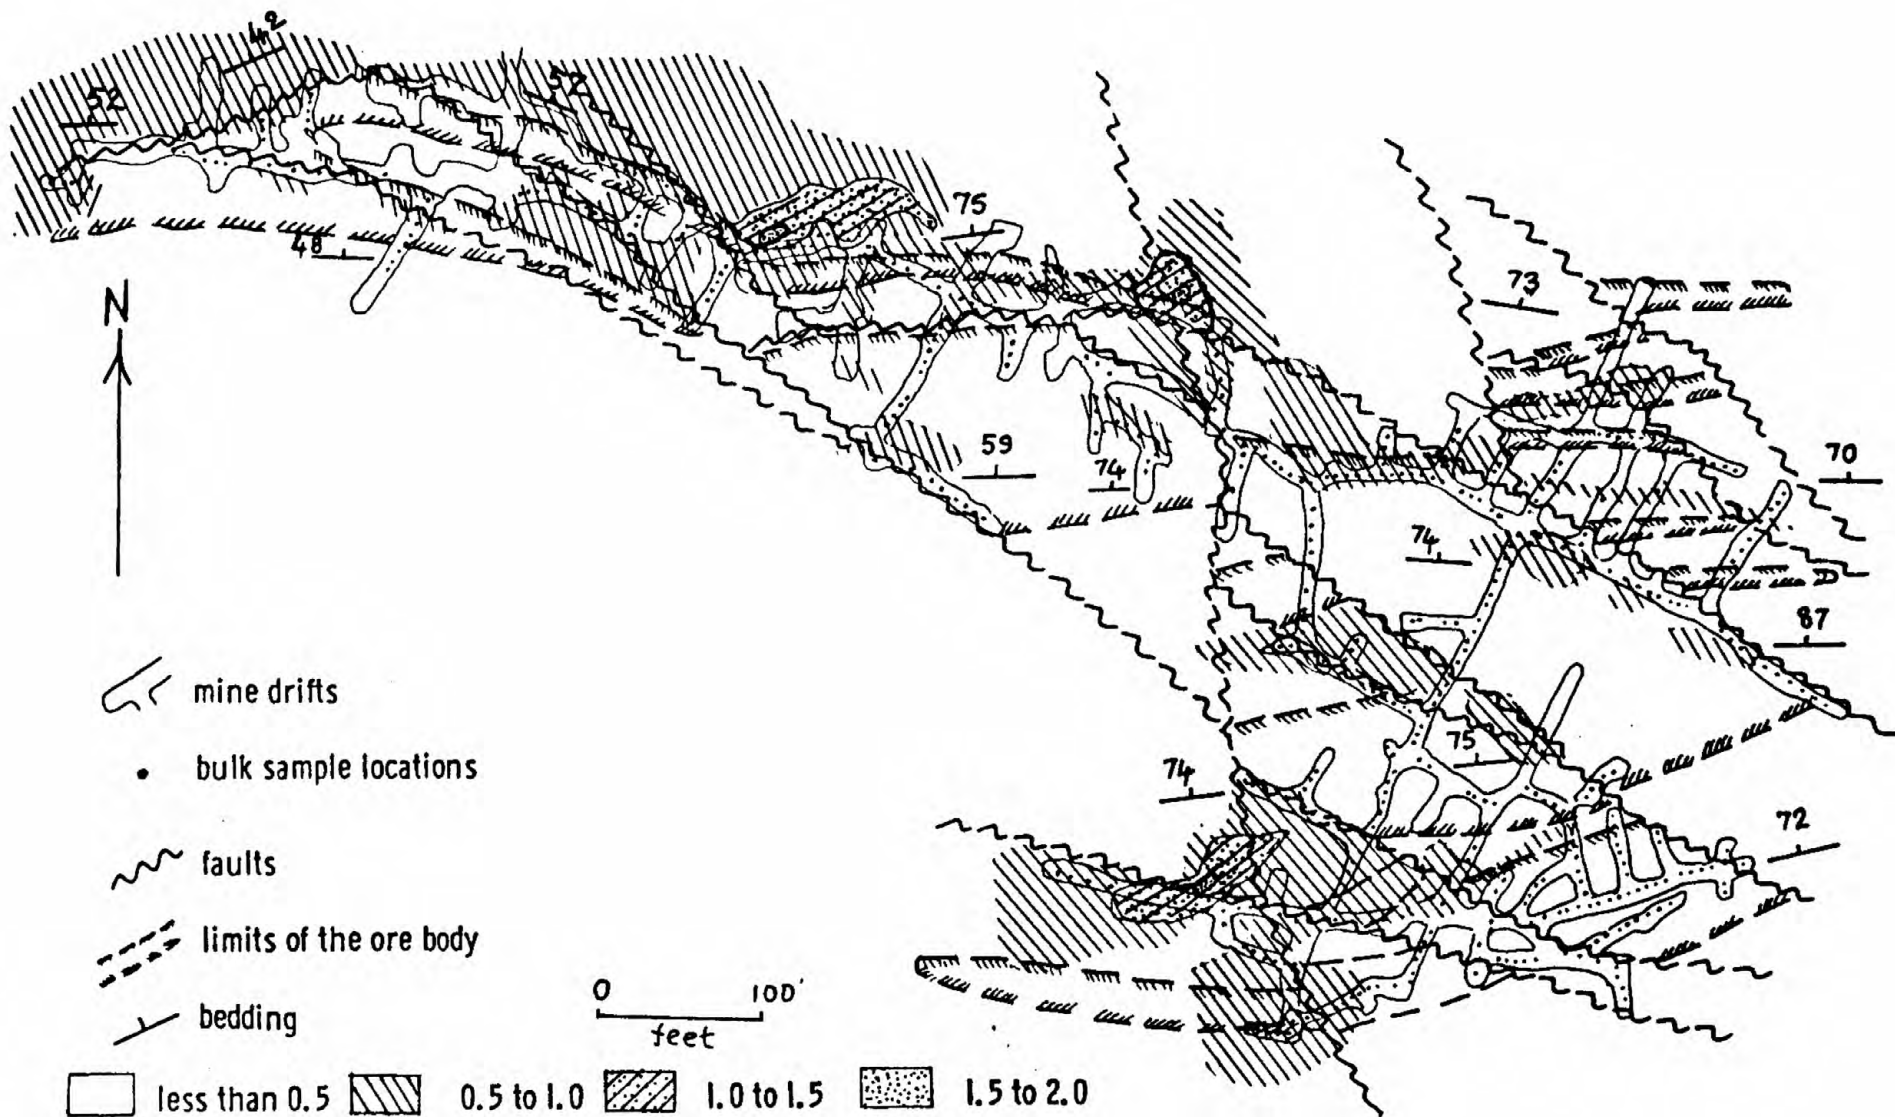 42
52
52
75
48
N
73
59
74
70
74
87
75
74
72
mine drifts
bulk sample locations
faults
limits of the ore body
bedding
0 100'
feet
less than 0.5 0.5 to 1.0 1.0 to 1.5 1.5 to 2.0